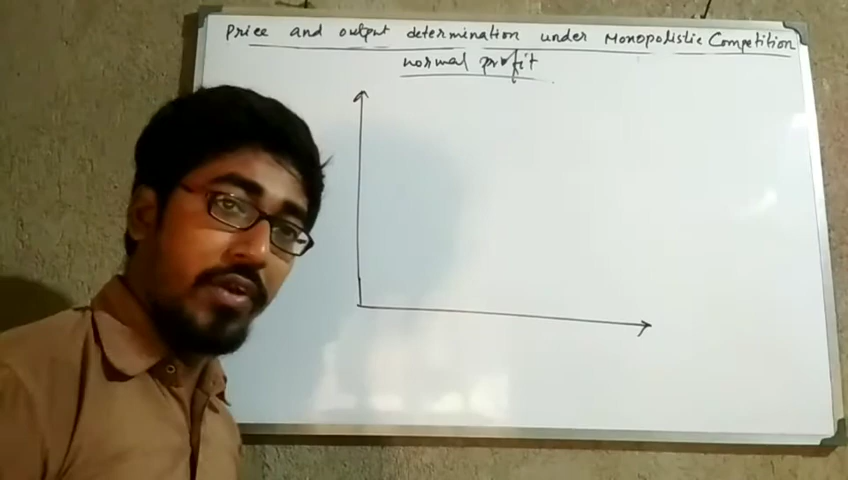 Price and output determination under Monopolistic Competition
normal profit